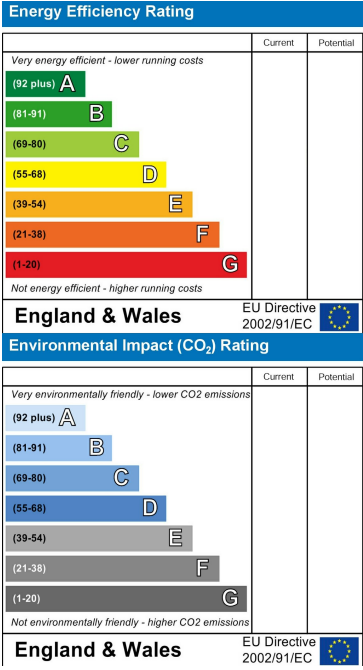 Energy Efficiency Rating
Current Potential
Very energy efficient - lower running costs
(92 plus) A
(81-91) B
(69-80) C
(55-68) D
(39-54) E
(21-38) F
(1-20) G
Not energy efficient - higher running costs
England & Wales
EU Directive
2002/91/EC
Environmental Impact (CO₂) Rating
Current Potential
Very environmentally friendly - lower CO2 emissions
(92 plus) A
(81-91) B
(69-80) C
(55-68) D
(39-54) E
(21-38) F
(1-20) G
Not environmentally friendly - higher CO2 emissions
England & Wales
EU Directive
2002/91/EC